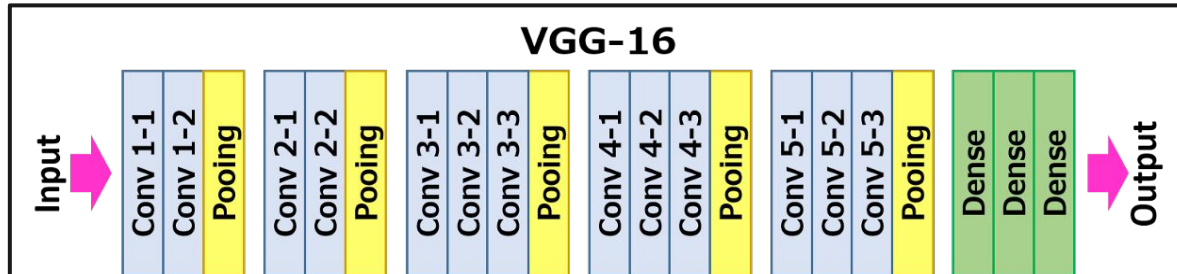 VGG-16
Input
Conv 1-1
Conv 1-2
Pooing
Conv 2-1
Conv 2-2
Pooing
Conv 3-1
Conv 3-2
Conv 3-3
Pooing
Conv 4-1
Conv 4-2
Conv 4-3
Pooing
Conv 5-1
Conv 5-2
Conv 5-3
Pooing
Dense
Dense
Dense
Output